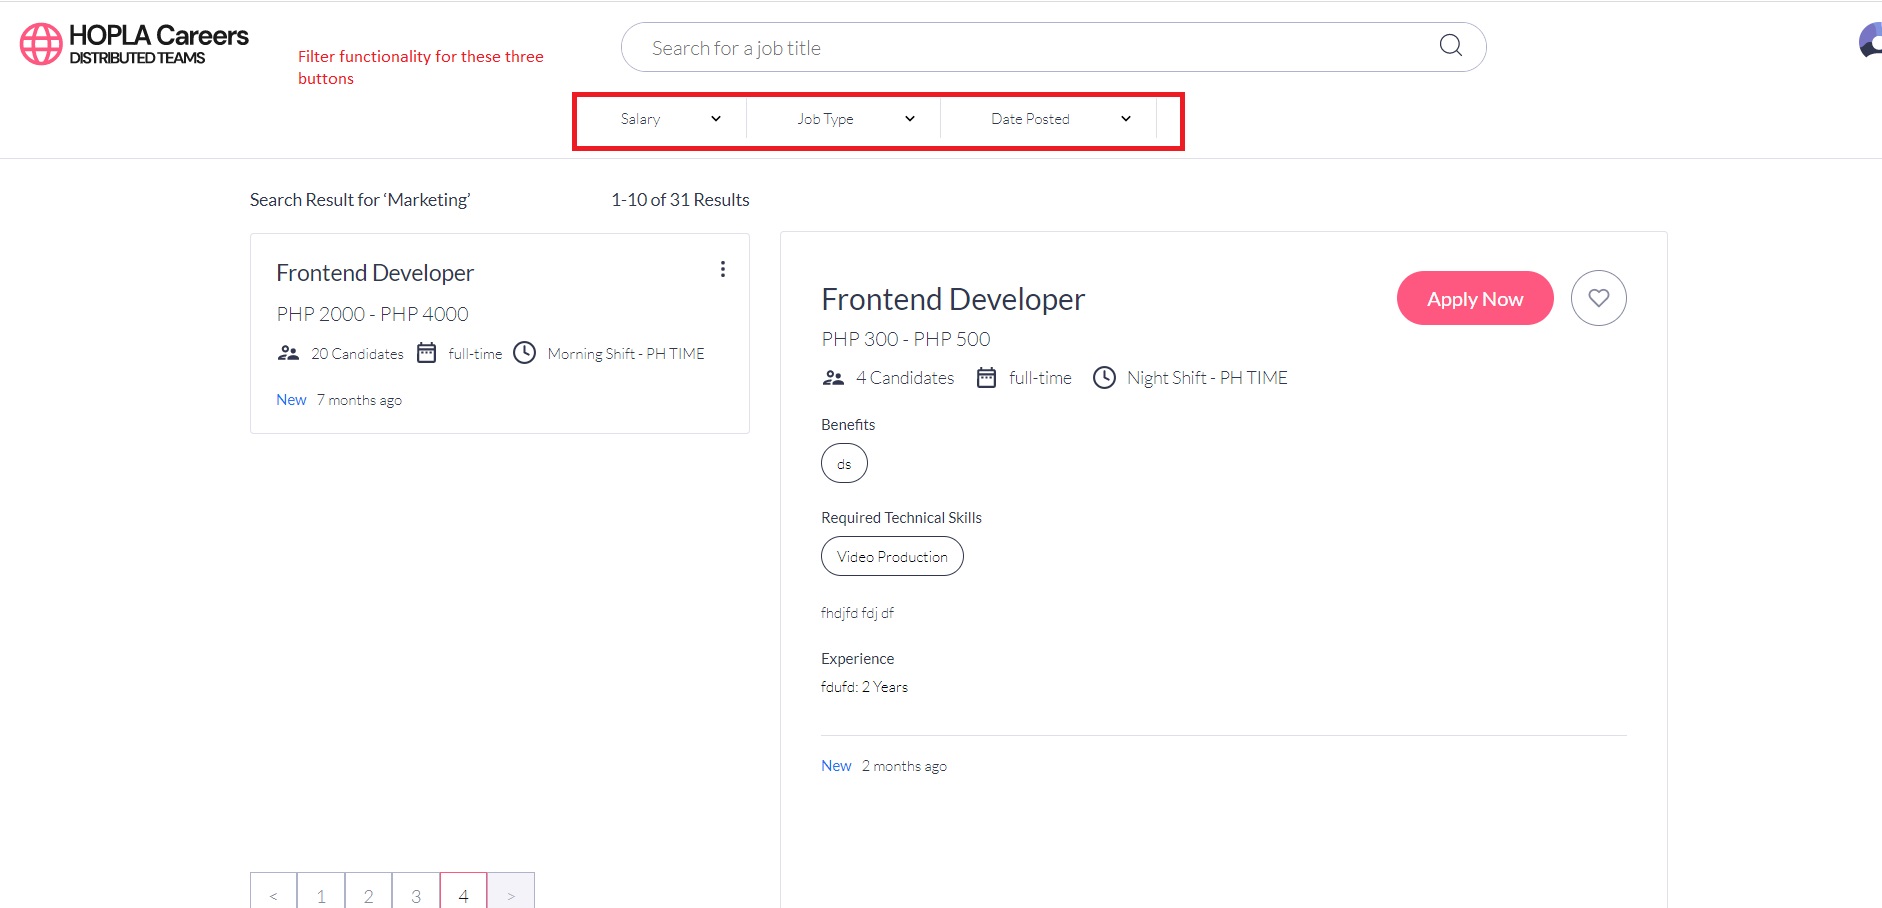 HOPLA Careers
DISTRIBUTED TEAMS
Filter functionality for these three
buttons
Search for a job title
Salary
Job Type
Date Posted
Search Result for ‘Marketing’
1-10 of 31 Results
Frontend Developer
PHP 2000 - PHP 4000
20 Candidates
full-time
Morning Shift - PH TIME
New 7 months ago
Frontend Developer
Apply Now
PHP 300 - PHP 500
4 Candidates
full-time
Night Shift - PH TIME
Benefits
ds
Required Technical Skills
Video Production
fhdjfd fdj df
Experience
fdufd: 2 Years
New 2 months ago
< 1 2 3 4 >